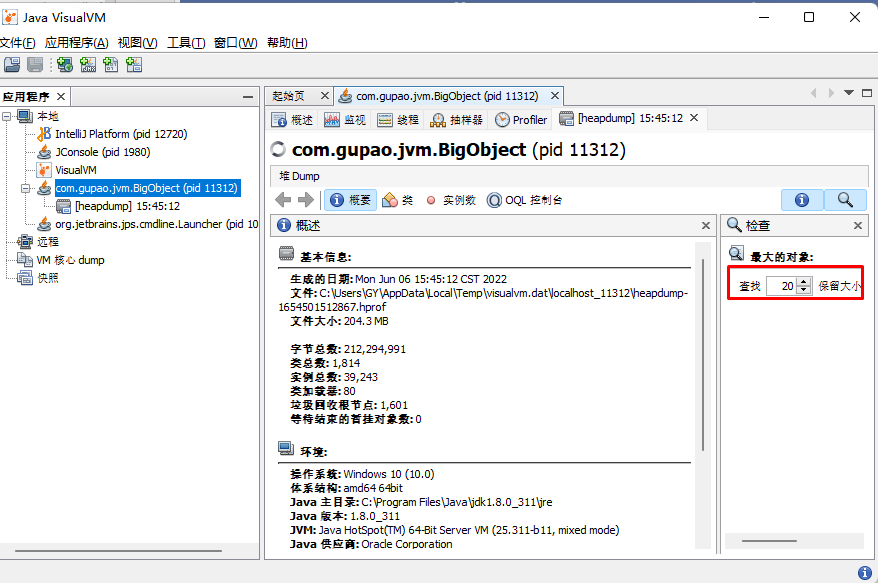 Java VisualVM
文件(F) 应用程序(A) 视图(V) 工具(T) 窗口(W) 帮助(H)
应用程序
本地
IntelliJ Platform (pid 12720)
JConsole (pid 1980)
VisualVM
com.gupao.jvm.BigObject (pid 11312)
[heapdump] 15:45:12
org.jetbrains.jps.cmdline.Launcher (pid 10
远程
VM 核心 dump
快照
起始页 com.gupao.jvm.BigObject (pid 11312)
概述 监视 线程 抽样器 Profiler [heapdump] 15:45:12
com.gupao.jvm.BigObject (pid 11312)
堆 Dump
概要 类 实例数 OQL 控制台
概述
基本信息:
生成的日期: Mon Jun 06 15:45:12 CST 2022
文件: C:\Users\GY\AppData\Local\Temp\visualvm.dat\localhost_11312\heapdump-
1654501512867.hprof
文件大小: 204.3 MB
字节总数: 212,294,991
类总数: 1,814
实例总数: 39,243
类加载器: 80
垃圾回收根节点: 1,601
等待结束的暂挂对象数: 0
环境:
操作系统: Windows 10 (10.0)
体系结构: amd64 64bit
Java 主目录: C:\Program Files\Java\jdk1.8.0_311\jre
Java 版本: 1.8.0_311
JVM: Java HotSpot(TM) 64-Bit Server VM (25.311-b11, mixed mode)
Java 供应商: Oracle Corporation
检查
最大的对象:
查找 20 保留大小